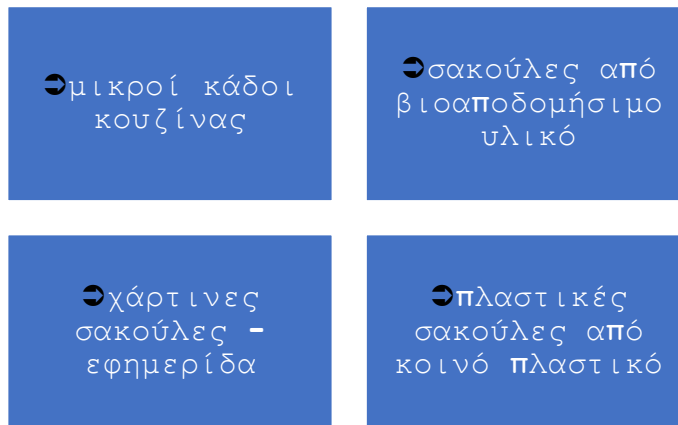 ➲μικροί κάδοι
κουζίνας
➲σακούλες από
βιοαποδομήσιμο
υλικό
➲χάρτινες
σακούλες –
εφημερίδα
➲πλαστικές
σακούλες από
κοινό πλαστικό